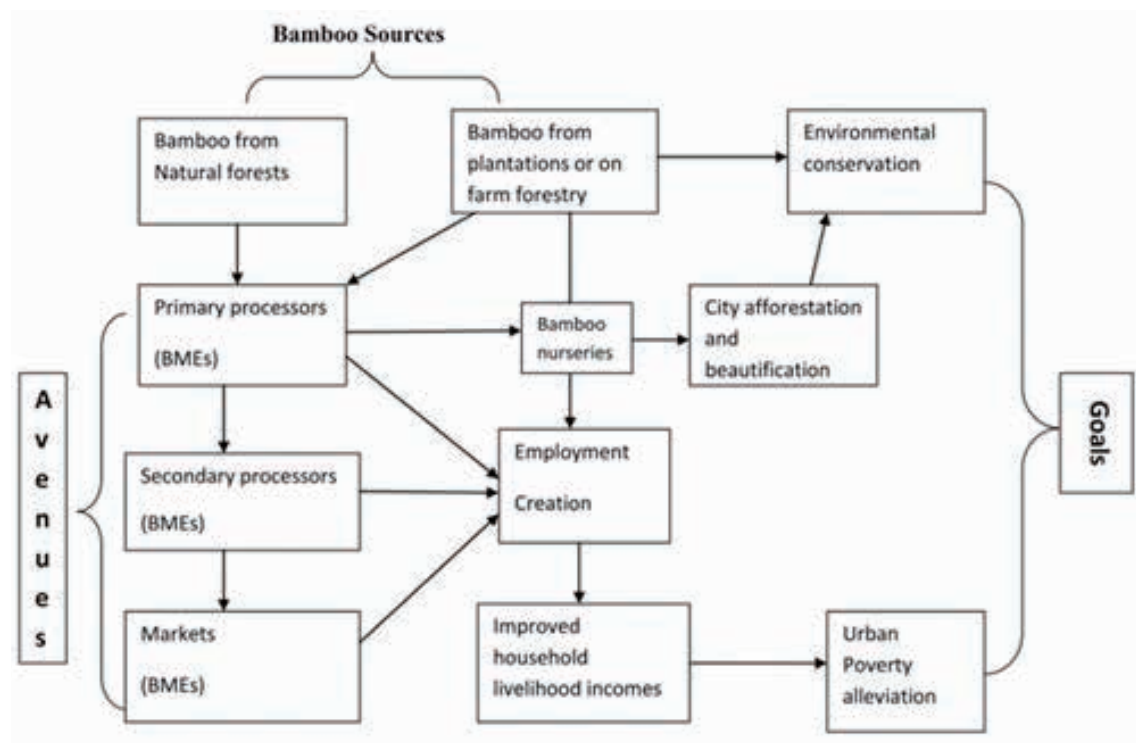 Bamboo Sources
Bamboo from
Natural forests
Bamboo from
plantations or on
farm forestry
Environmental
conservation
Primary processors
(BMEs)
Bamboo
nurseries
City afforestation
and
beautification
Avenues
Goals
Secondary processors
(BMEs)
Employment
Creation
Markets
(BMEs)
Improved
household
livelihood incomes
Urban
Poverty
alleviation